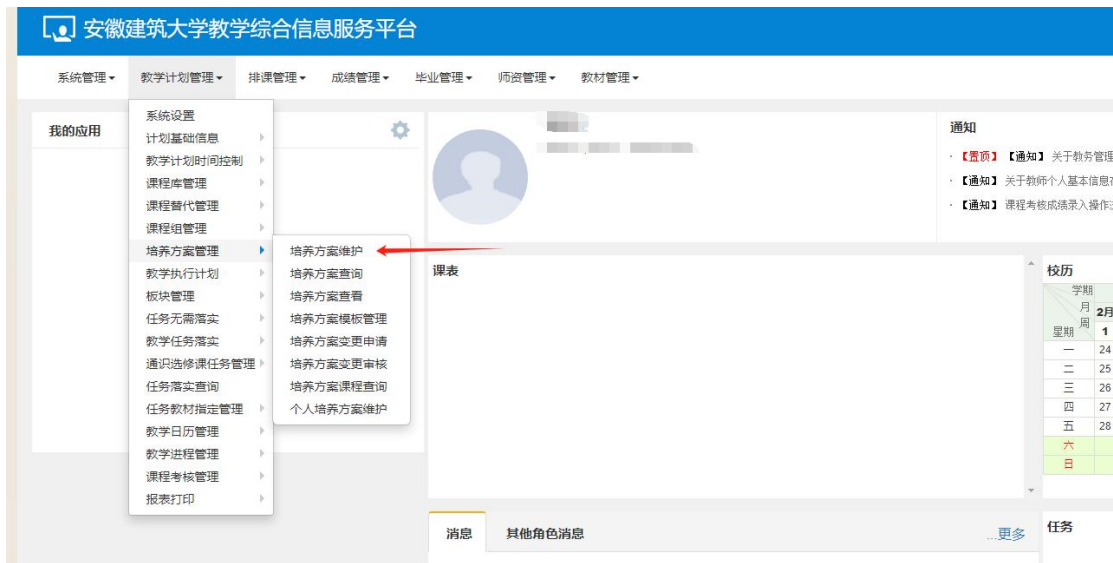 安徽建筑大学教学综合信息服务平台
系统管理 教学计划管理 排课管理 成绩管理 毕业管理 师资管理 教材管理
我的应用
系统设置
计划基础信息
教学计划时间控制
课程库管理
课程替代管理
课程组管理
培养方案管理
教学执行计划
板块管理
任务无需落实
教学任务落实
通识选修课任务管理
任务落实查询
任务教材指定管理
教学日历管理
教学进程管理
课程考核管理
报表打印
培养方案维护
培养方案查询
培养方案查看
培养方案模板管理
培养方案变更申请
培养方案变更审核
培养方案课程查询
个人培养方案维护
通知
·【置顶】【通知】关于教务管理
·【通知】关于教师个人基本信息
·【通知】课程考核成绩录入操作
课表
校历
学期
月 2月
周
星期 1
一 24
二 25
三 26
四 27
五 28
六
日
消息 其他角色消息 ...更多
任务